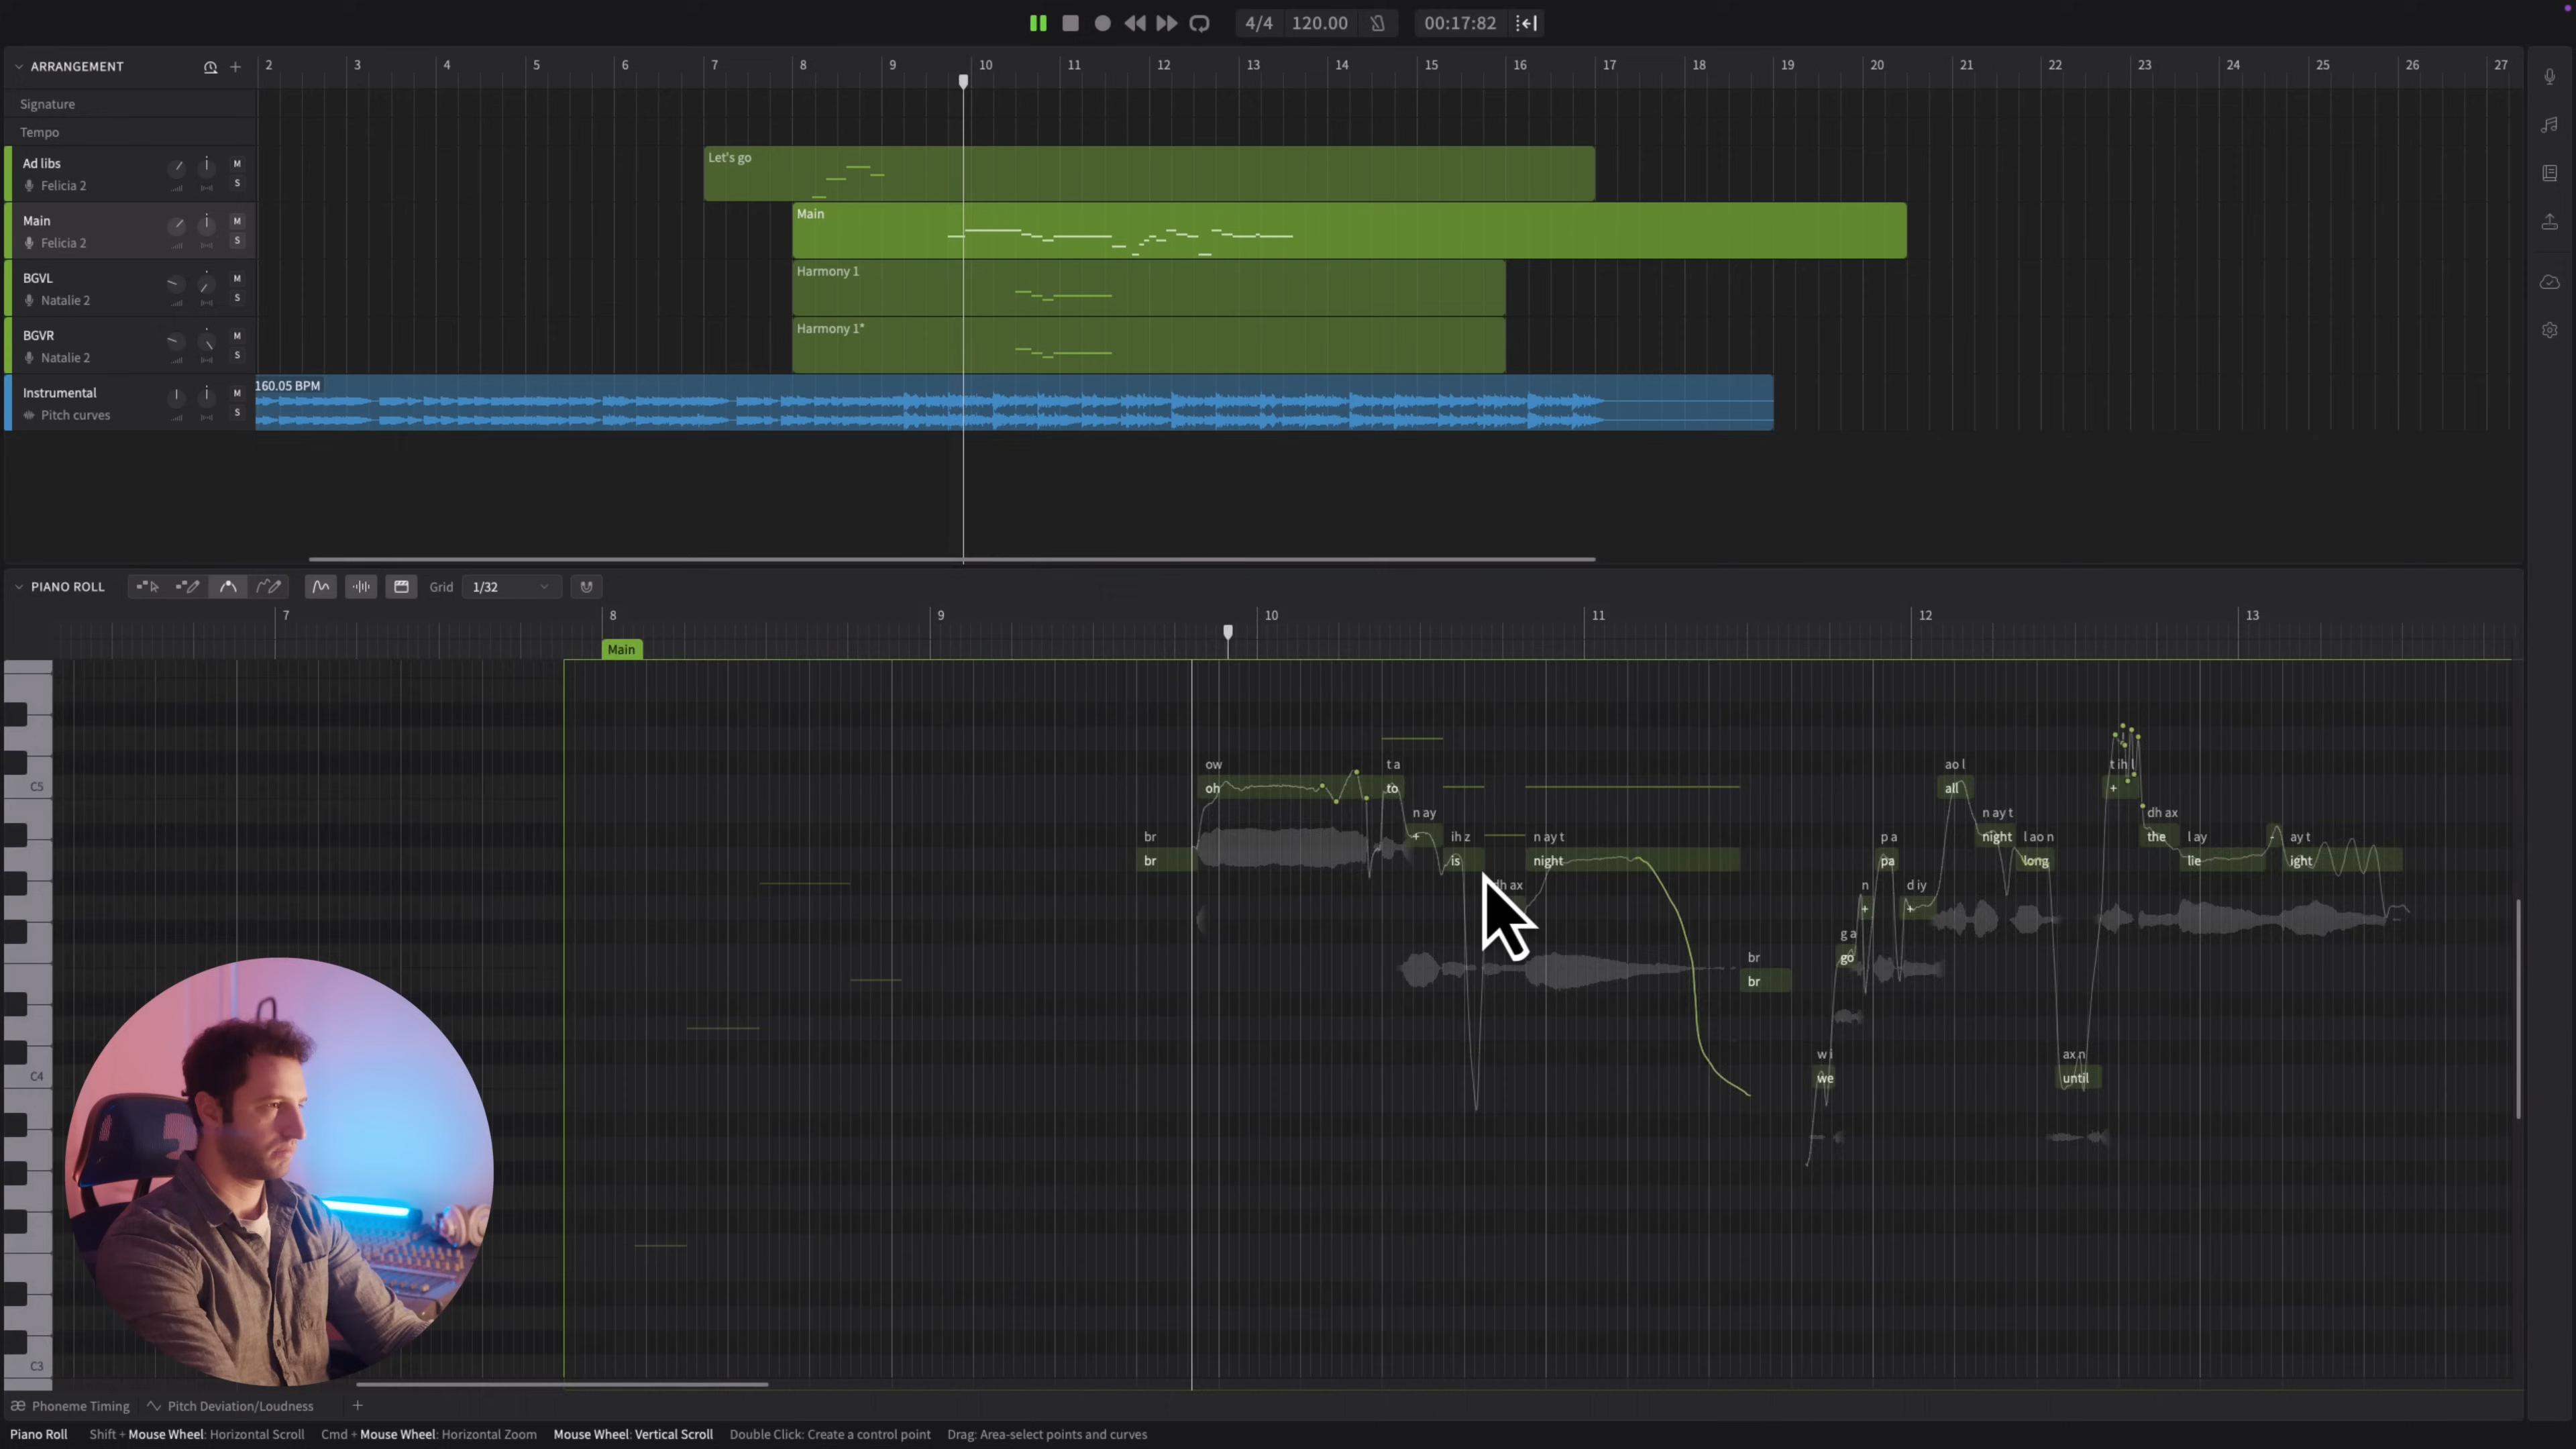 4/4 120.00 00:17:82
ARRANGEMENT 2 3 4 5 6 7 8 9 10 11 12 13 14 15 16 17 18 19 20 21 22 23 24 25 26 27
Signature
Tempo
Ad libs M
Felicia 2 S
Let's go
Main M
Felicia 2 S
Main
BGVL M
Natalie 2 S
Harmony 1
BGVR M
Natalie 2 S
Harmony 1*
Instrumental M
Pitch curves S
160.05 BPM
PIANO ROLL Grid 1/32
7 8 9 10 11 12 13
Main
ow t a ao l t ih l
C5 oh to all +
n ay n ay t dh ax
br + ih z n ay t p a night l ao n the l ay - ay t
br is night pa long lie ight
dh ax n d iy
+ +
g a
br go
br
w i ax n
C4 we until
C3
æ Phoneme Timing Pitch Deviation/Loudness +
Piano Roll Shift + Mouse Wheel: Horizontal Scroll Cmd + Mouse Wheel: Horizontal Zoom Mouse Wheel: Vertical Scroll Double Click: Create a control point Drag: Area-select points and curves